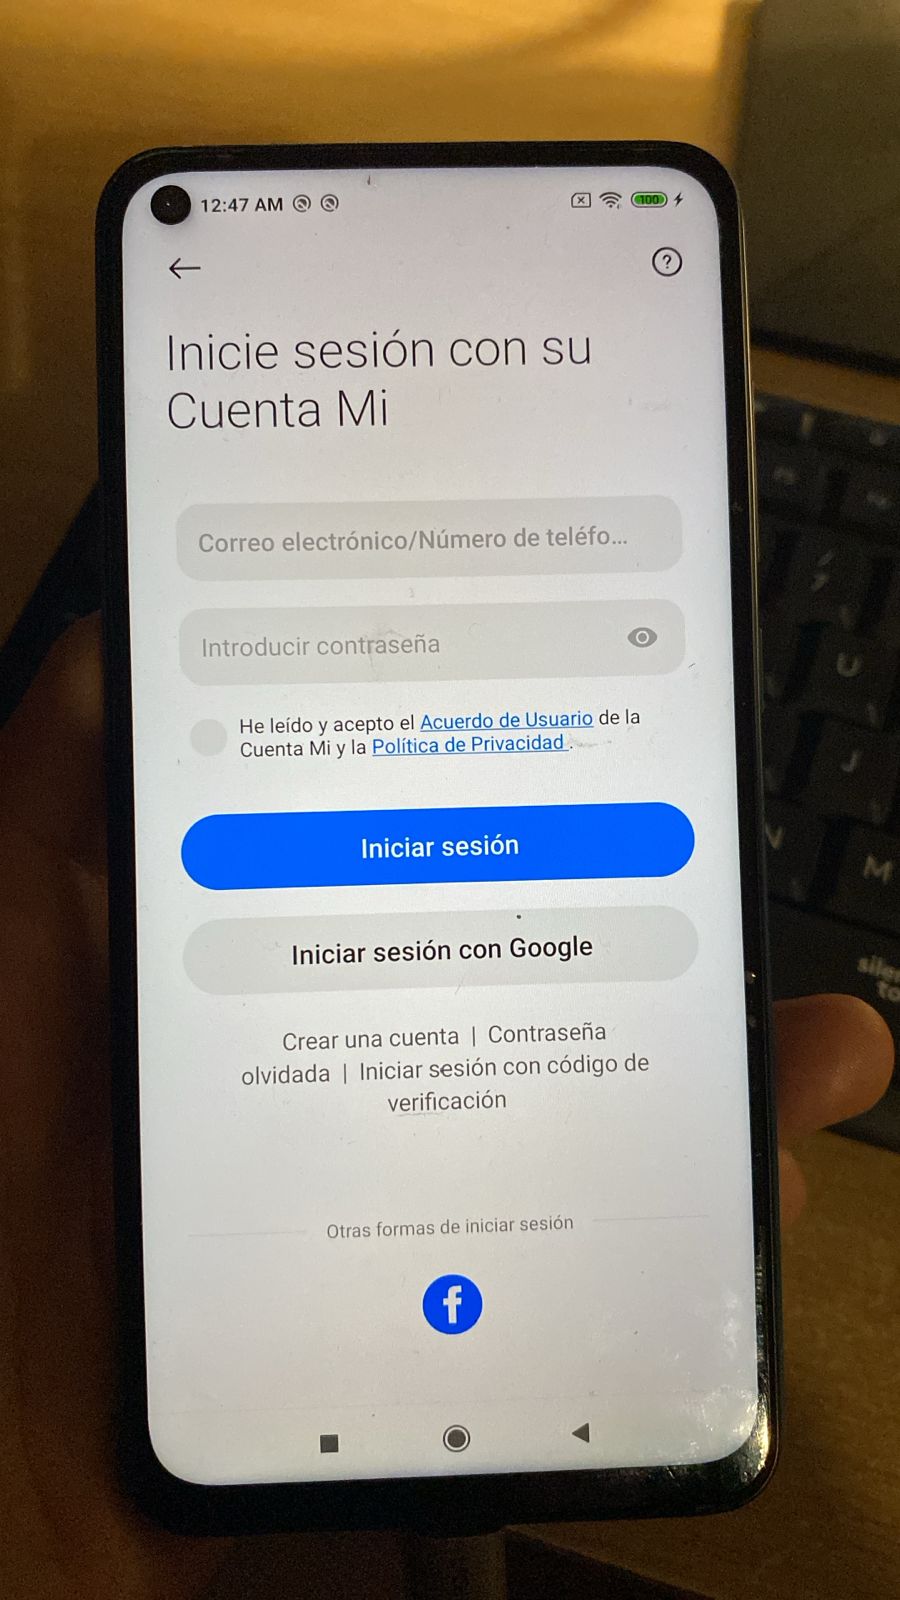 12:47 AM
100
?
Inicie sesión con su
Cuenta Mi
Correo electrónico/Número de teléfo...
Introducir contraseña
He leído y acepto el Acuerdo de Usuario de la
Cuenta Mi y la Política de Privacidad .
Iniciar sesión
Iniciar sesión con Google
Crear una cuenta | Contraseña
olvidada | Iniciar sesión con código de
verificación
Otras formas de iniciar sesión
f
U
J
M